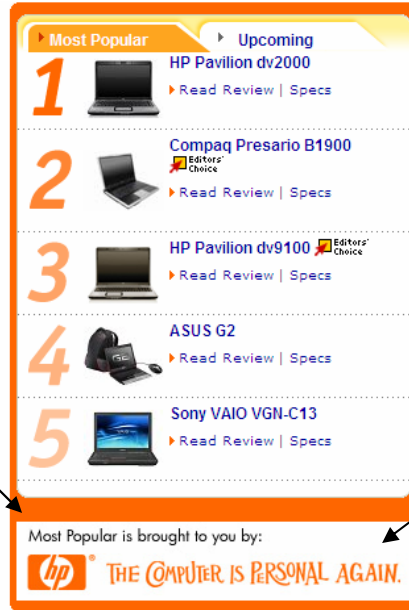 Most Popular Upcoming
1 HP Pavilion dv2000
Read Review | Specs
2 Compaq Presario B1900
Editors' Choice
Read Review | Specs
3 HP Pavilion dv9100 Editors' Choice
Read Review | Specs
4 ASUS G2
Read Review | Specs
5 Sony VAIO VGN-C13
Read Review | Specs
Most Popular is brought to you by:
hp® THE COMPUTER IS PERSONAL AGAIN.